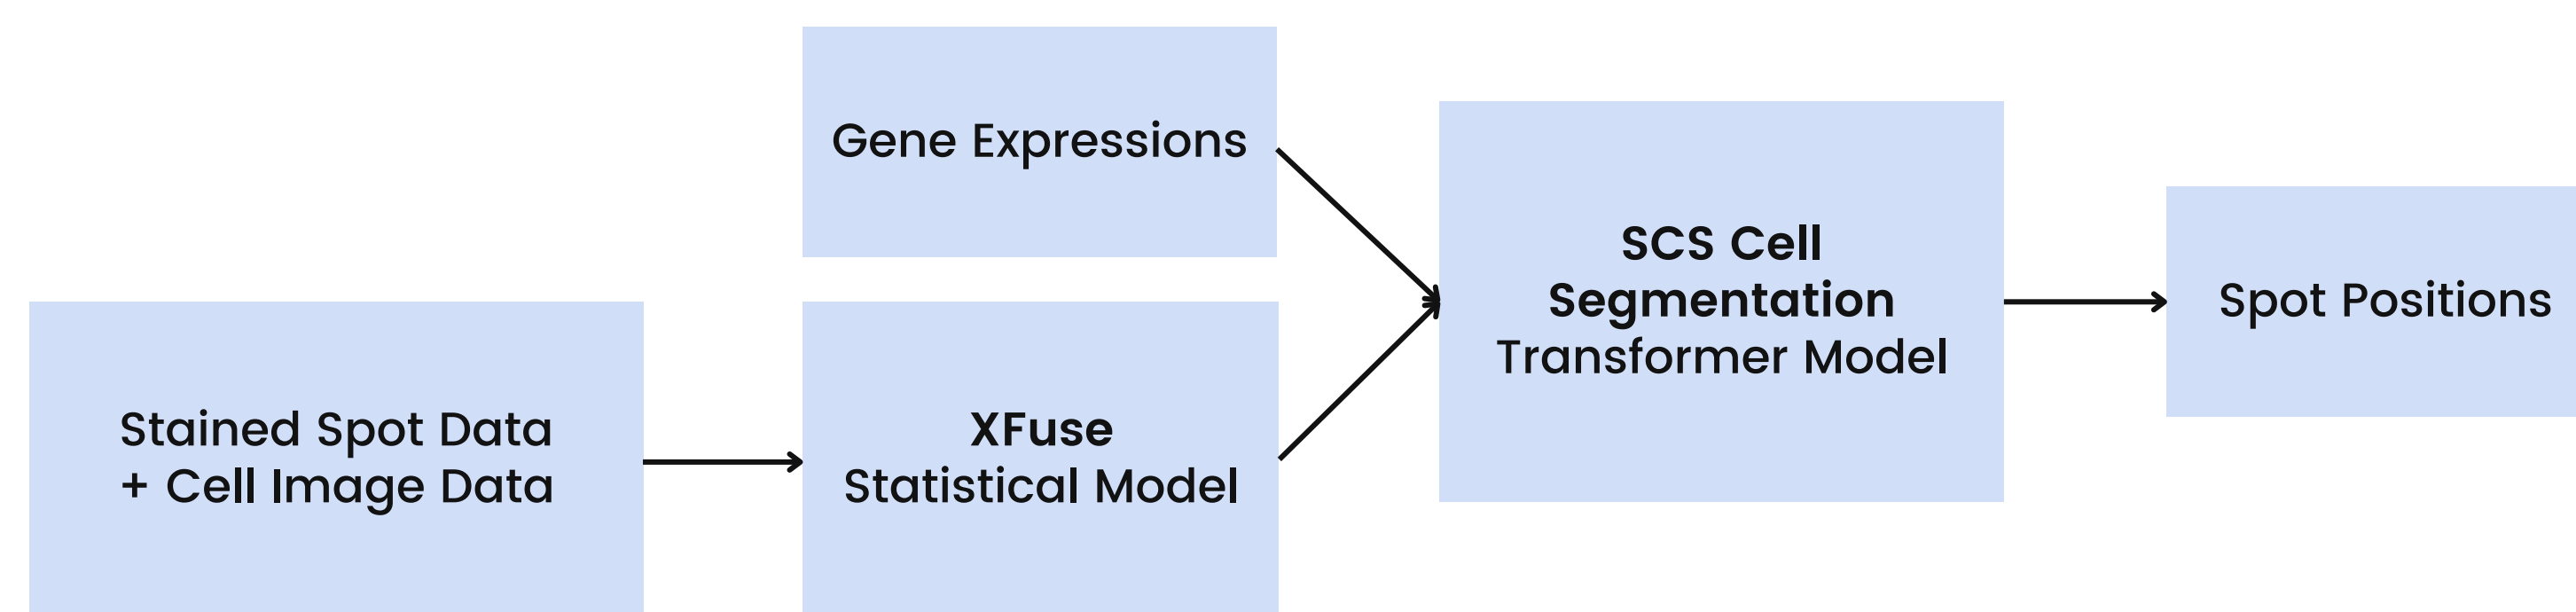 Gene Expressions
Stained Spot Data
+ Cell Image Data
XFuse
Statistical Model
SCS Cell
Segmentation
Transformer Model
Spot Positions